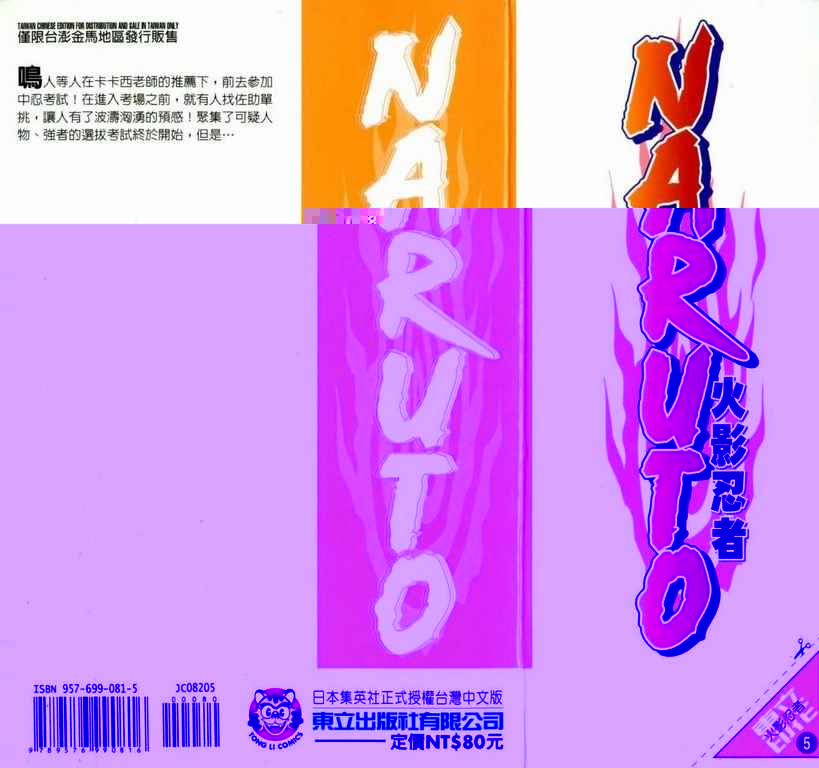 TAIWAN CHINESE EDITION FOR DISTRIBUTION AND SALE IN TAIWAN ONLY
僅限台澎金馬地區發行販售
鳴人等人在卡卡西老師的推薦下，前去參加
中忍考試！在進入考場之前，就有人找佐助單
挑，讓人有了波濤洶湧的預感！聚集了可疑人
物、強者的選拔考試終於開始，但是…
NARUTO
NARUTO
火影忍者
ISBN 957-699-081-5
9789576990816
JC08205
00080
TONG LI COMICS
日本集英社正式授權台灣中文版
東立出版社有限公司
定價NT$80元
東立
火影忍者
5